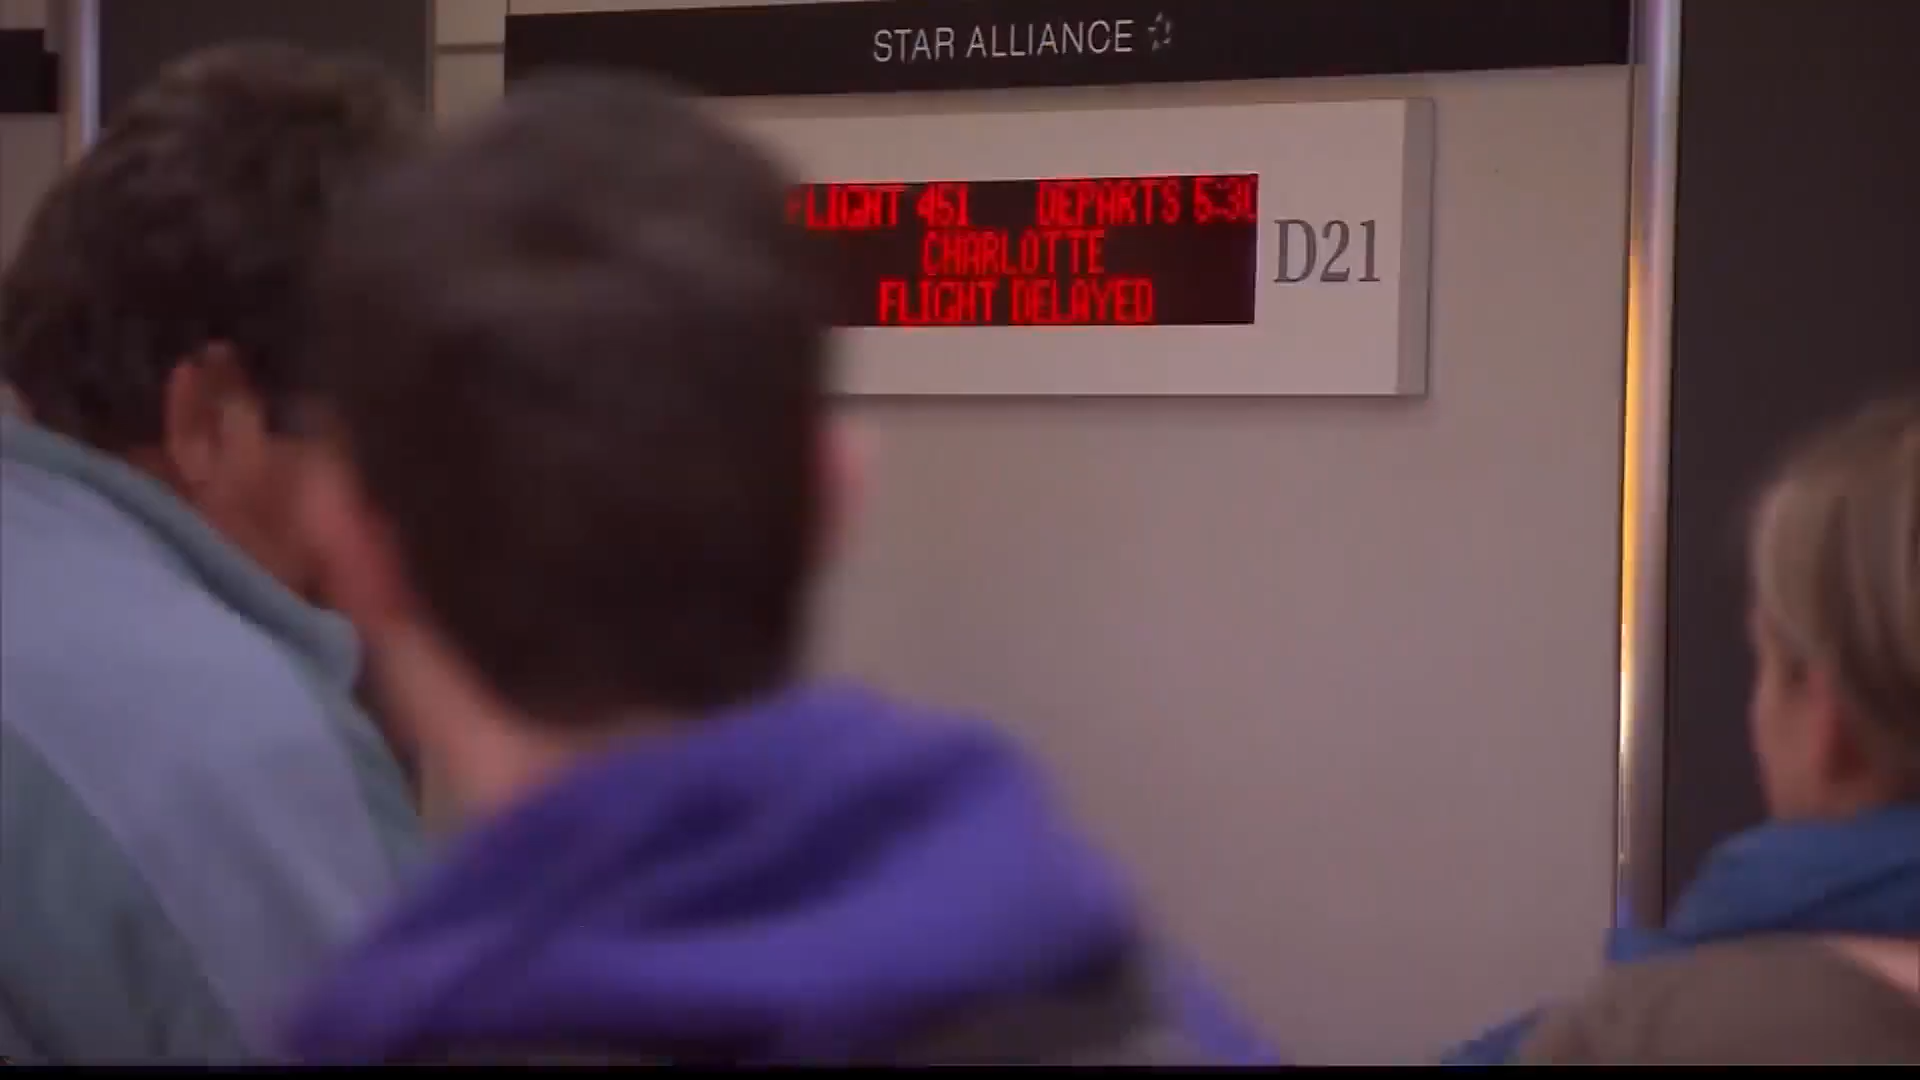 STAR ALLIANCE
FLIGHT 451 DEPARTS 5:30
CHARLOTTE
FLIGHT DELAYED
D21